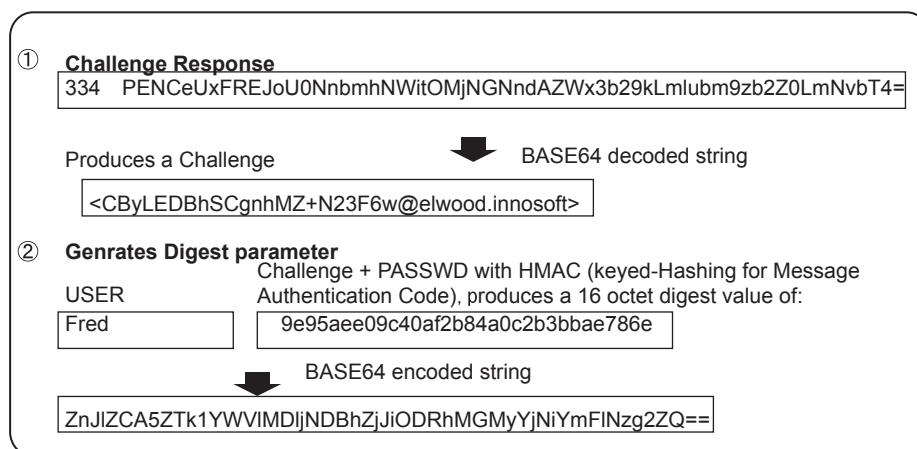 ① Challenge Response
334 PENCeUxFREJoU0NnbmhNWitOMjNGNndAZWx3b29kLmlubm9zb2Z0LmNvbT4=
Produces a Challenge
BASE64 decoded string
<CByLEDBhSCgnhMZ+N23F6w@elwood.innosoft>
② Genrates Digest parameter
Challenge + PASSWD with HMAC (keyed-Hashing for Message
USER
Authentication Code), produces a 16 octet digest value of:
Fred
9e95aee09c40af2b84a0c2b3bbae786e
BASE64 encoded string
ZnJlZCA5ZTk1YWVlMDljNDBhZjJiODRhMGMyYjNiYmFlNzg2ZQ==